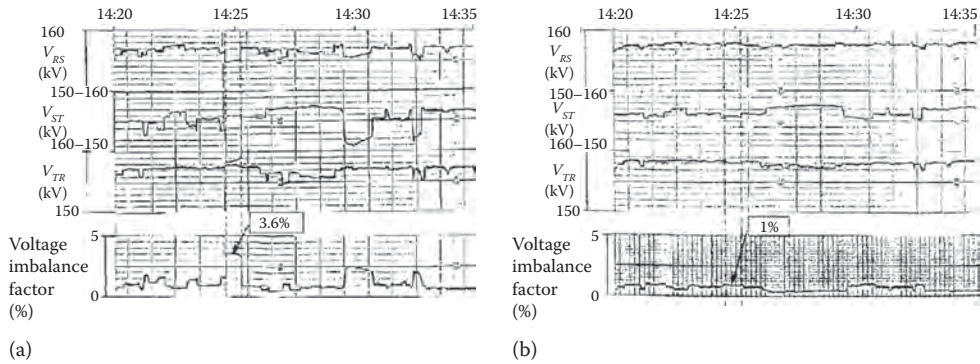 14:20 14:25 14:30 14:35
160
V_RS
(kV)
150–160
V_ST
(kV)
160–150
V_TR
(kV)
150
3.6%
Voltage
imbalance
factor
(%)
5
0
(a)
14:20 14:25 14:30 14:35
160
V_RS
(kV)
150–160
V_ST
(kV)
160–150
V_TR
(kV)
150
1%
Voltage
imbalance
factor
(%)
5
0
(b)